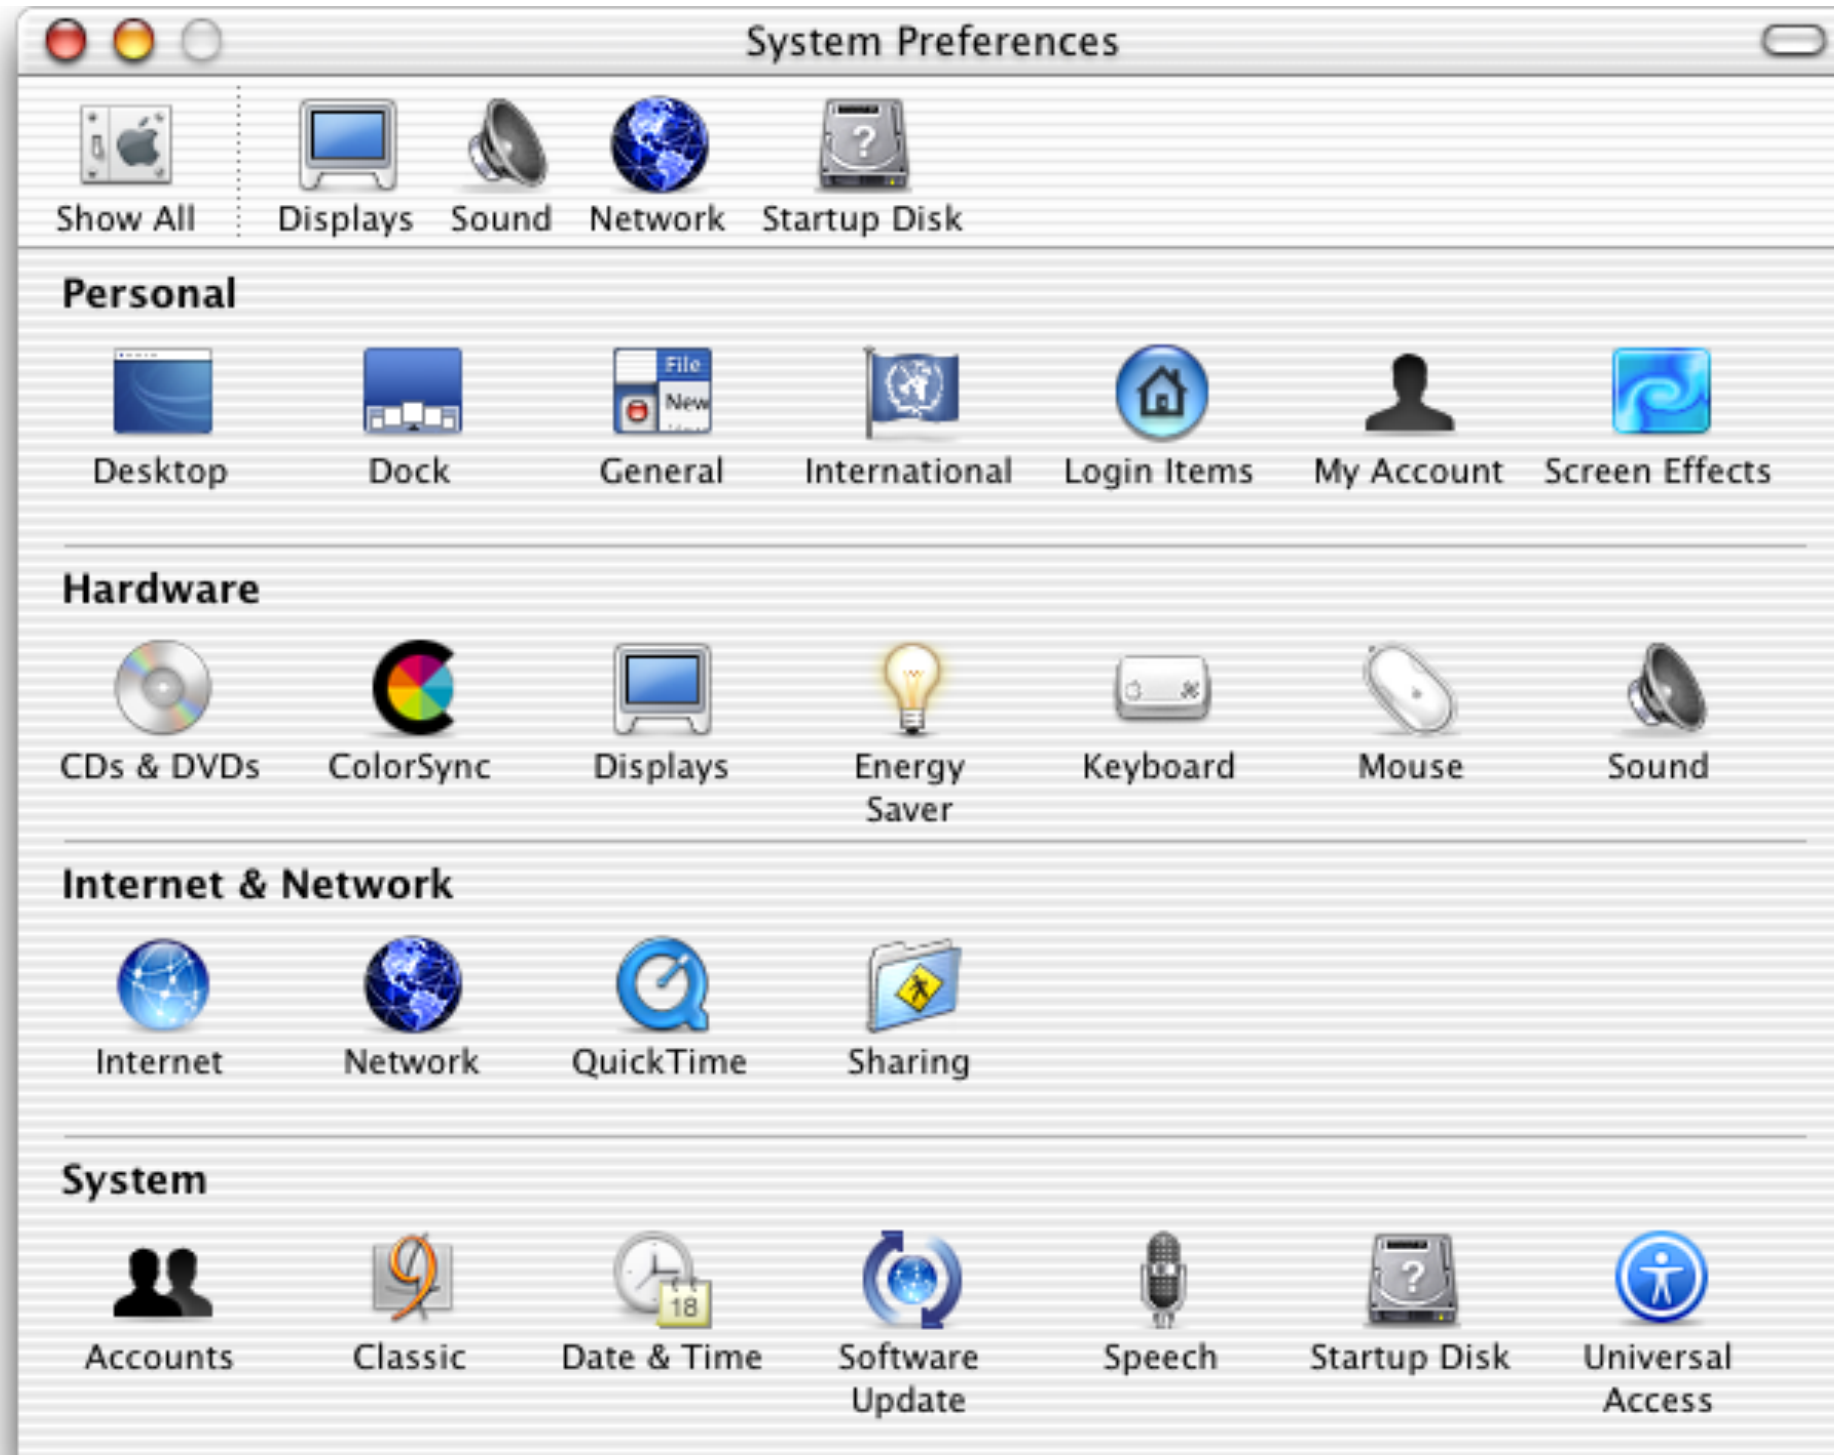 System Preferences
Show All Displays Sound Network Startup Disk
Personal
File
New
Desktop Dock General International Login Items My Account Screen Effects
Hardware
CDs & DVDs ColorSync Displays Energy Saver Keyboard Mouse Sound
Internet & Network
Internet Network QuickTime Sharing
System
18
Accounts Classic Date & Time Software Update Speech Startup Disk Universal Access